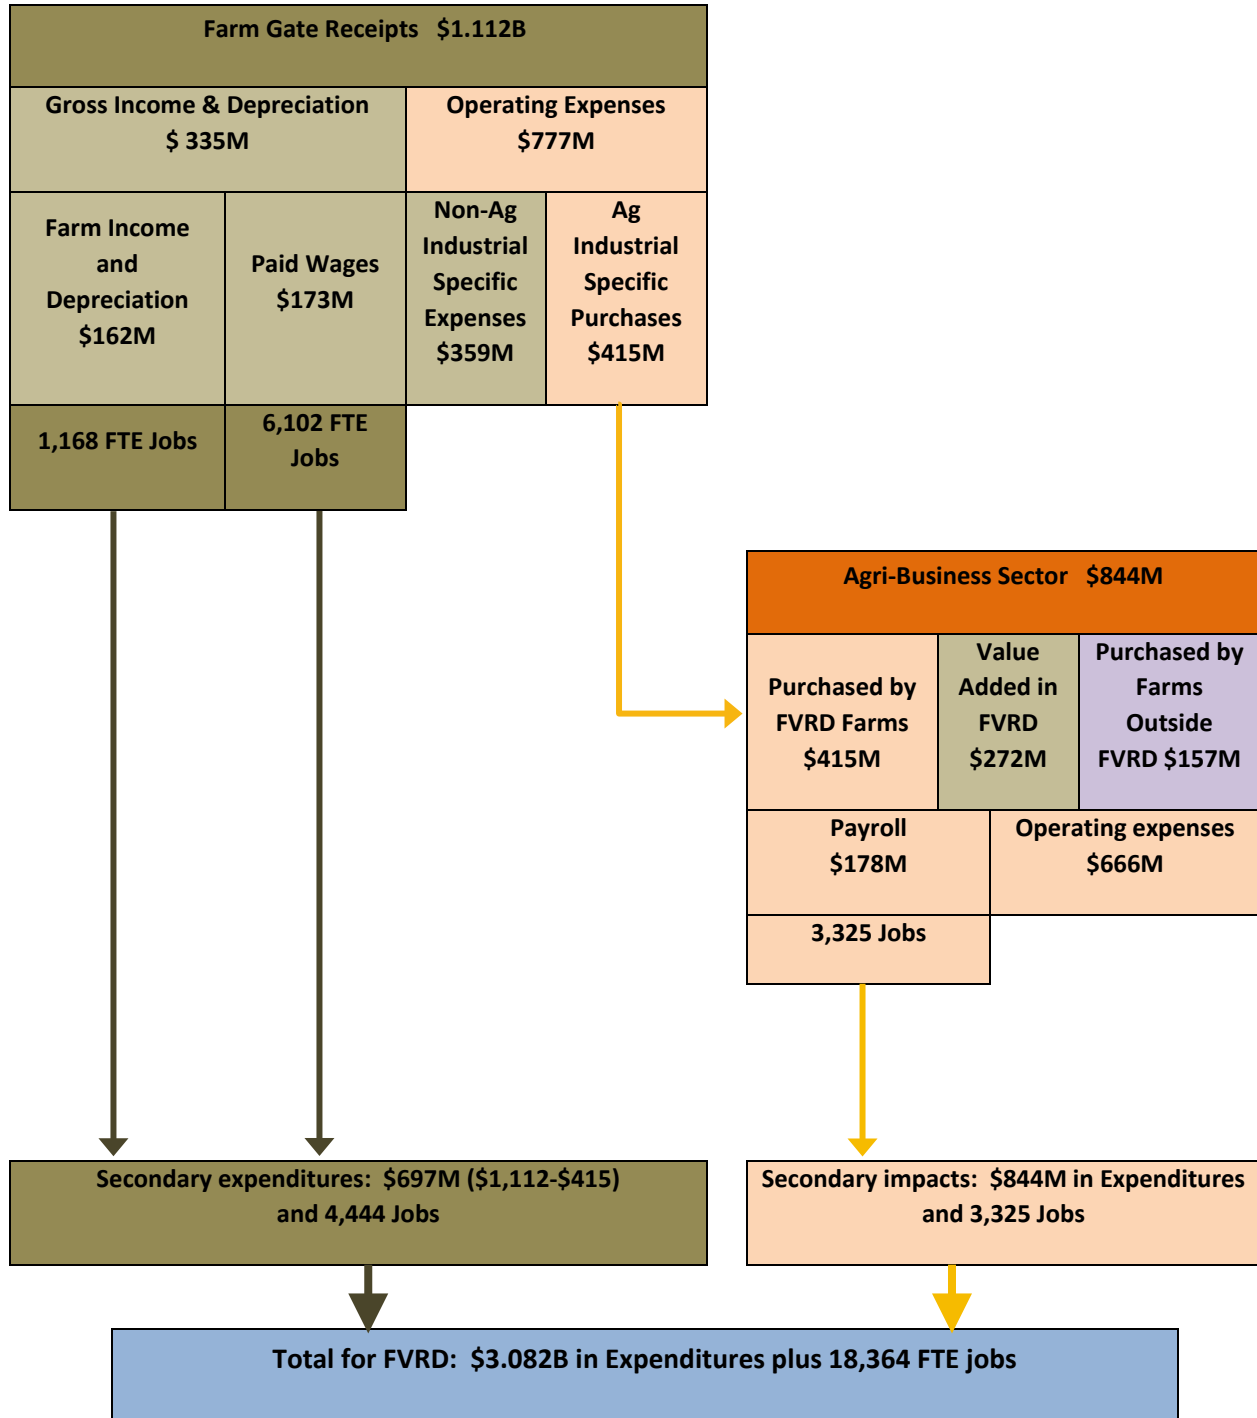 Farm Gate Receipts $1.112B
Gross Income & Depreciation
$ 335M
Operating Expenses
$777M
Farm Income
and
Depreciation
$162M
Paid Wages
$173M
Non-Ag
Industrial
Specific
Expenses
$359M
Ag
Industrial
Specific
Purchases
$415M
1,168 FTE Jobs
6,102 FTE
Jobs
Agri-Business Sector $844M
Purchased by
FVRD Farms
$415M
Value
Added in
FVRD
$272M
Purchased by
Farms
Outside
FVRD $157M
Payroll
$178M
Operating expenses
$666M
3,325 Jobs
Secondary expenditures: $697M ($1,112-$415)
and 4,444 Jobs
Secondary impacts: $844M in Expenditures
and 3,325 Jobs
Total for FVRD: $3.082B in Expenditures plus 18,364 FTE jobs